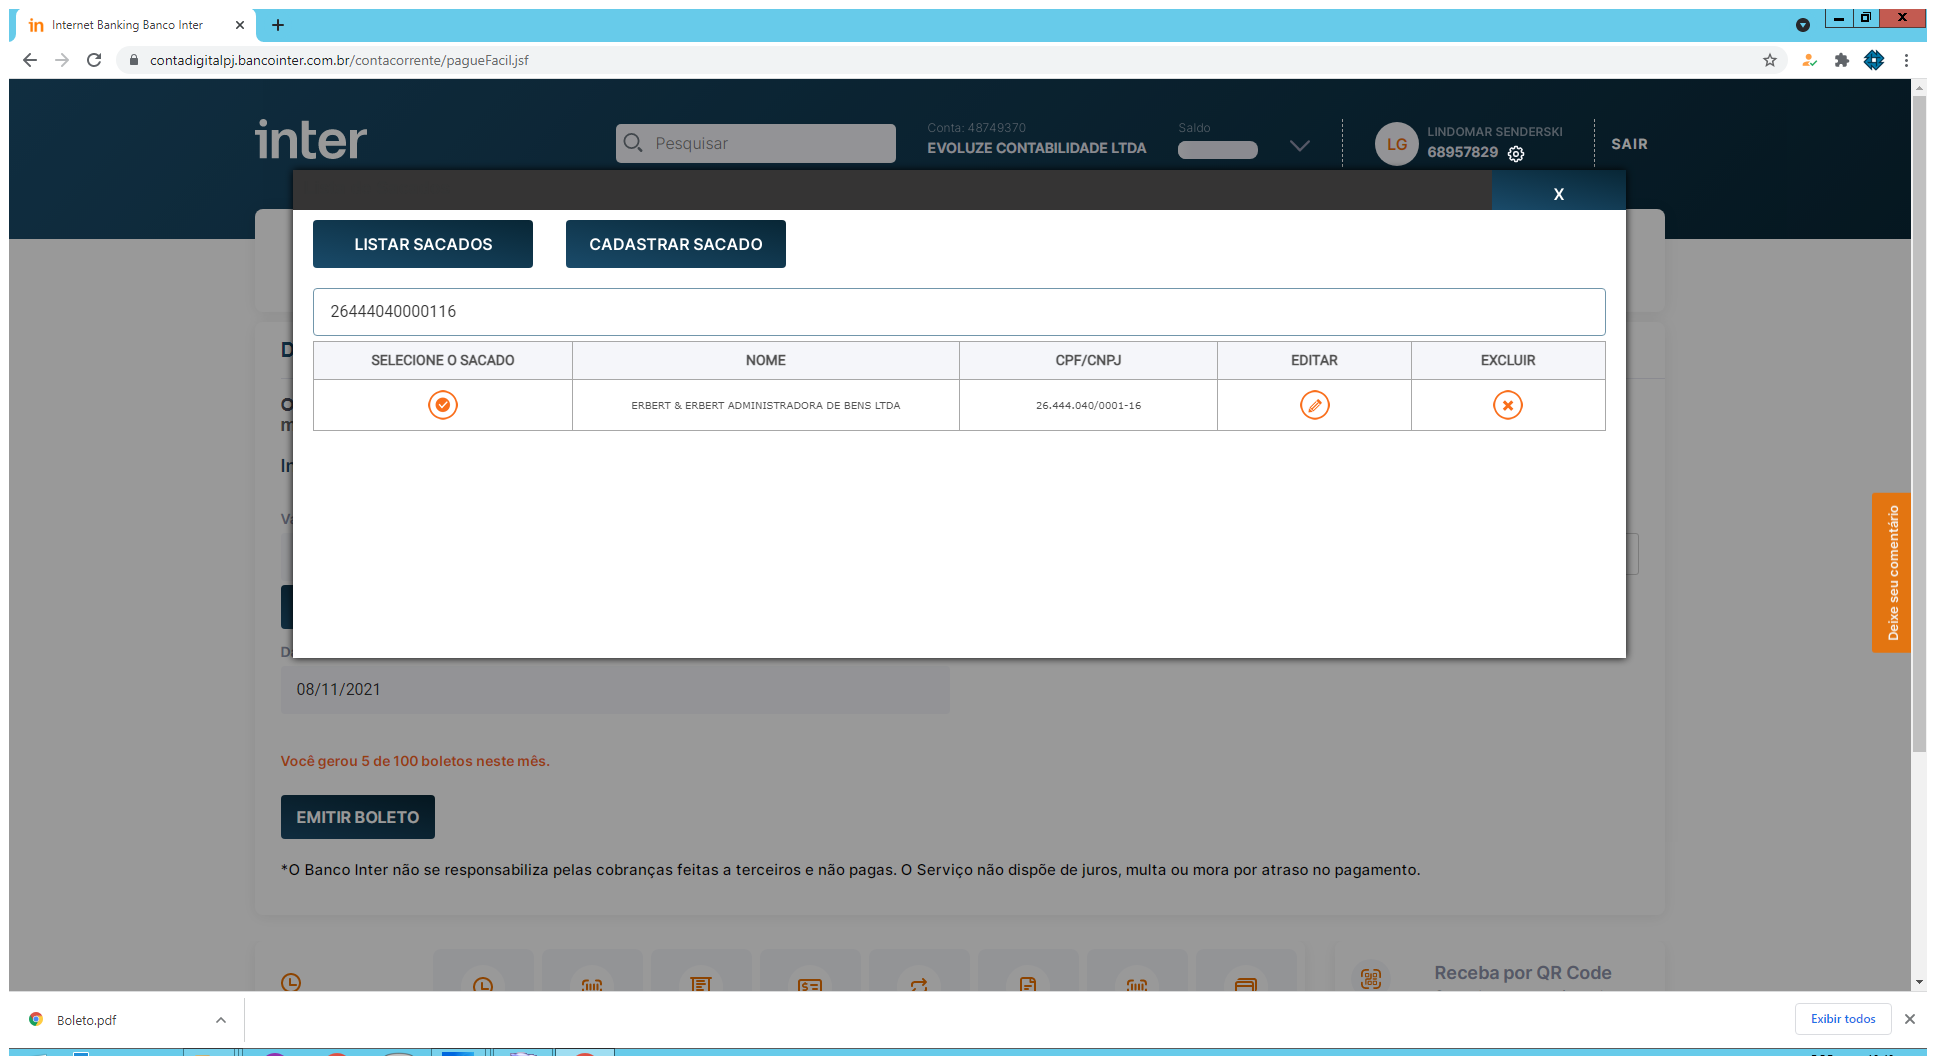 in Internet Banking Banco Inter
contadigitalpj.bancointer.com.br/contacorrente/pagueFacil.jsf
inter
Pesquisar
Conta: 48749370
EVOLUZE CONTABILIDADE LTDA
Saldo
LG
LINDOMAR SENDERSKI
68957829
SAIR
X
LISTAR SACADOS
CADASTRAR SACADO
26444040000116
SELECIONE O SACADO NOME CPF/CNPJ EDITAR EXCLUIR
ERBERT & ERBERT ADMINISTRADORA DE BENS LTDA 26.444.040/0001-16
Deixe seu comentário
08/11/2021
Você gerou 5 de 100 boletos neste mês.
EMITIR BOLETO
*O Banco Inter não se responsabiliza pelas cobranças feitas a terceiros e não pagas. O Serviço não dispõe de juros, multa ou mora por atraso no pagamento.
Receba por QR Code
Boleto.pdf
Exibir todos